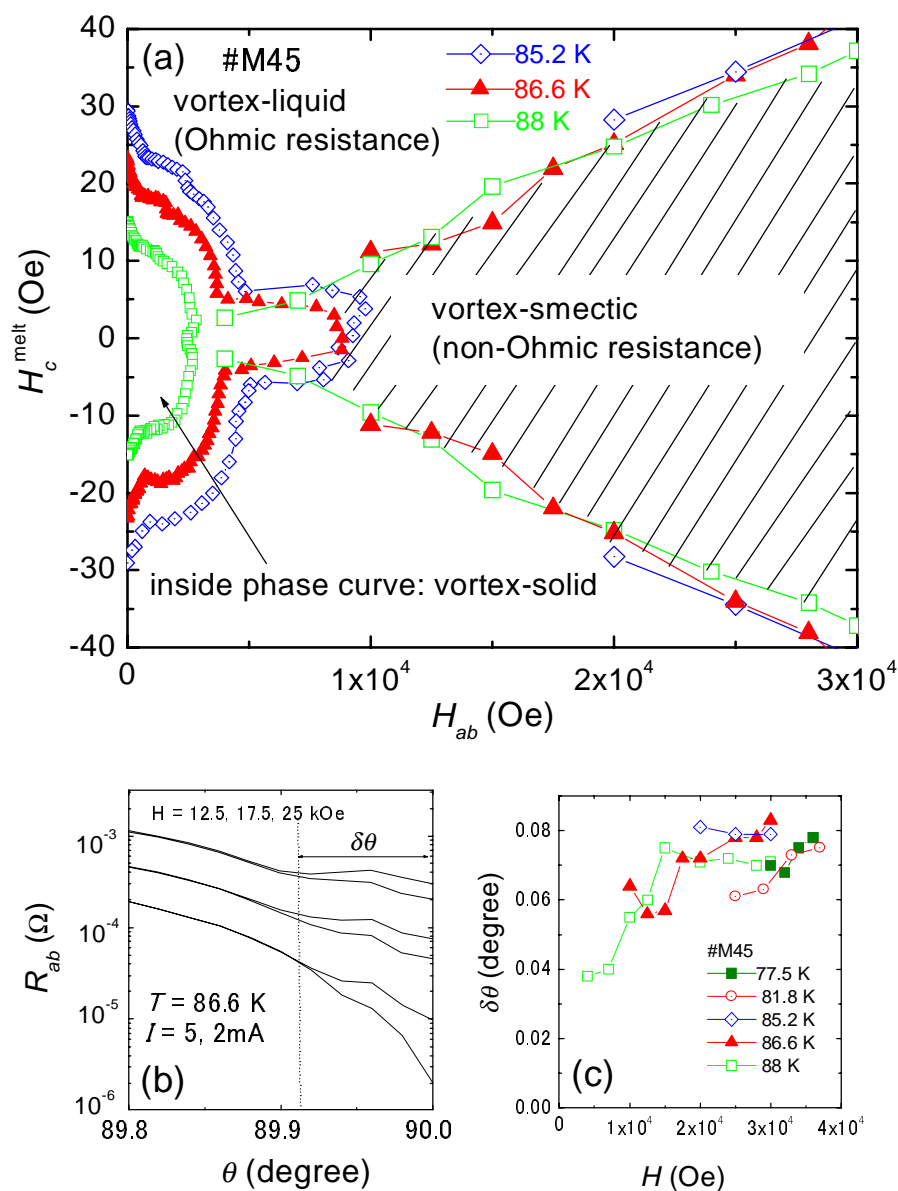 (a) #M45
vortex-liquid
(Ohmic resistance)
85.2 K
86.6 K
88 K
vortex-smectic
(non-Ohmic resistance)
inside phase curve: vortex-solid
40
30
20
10
0
-10
-20
-30
-40
H_c^melt (Oe)
0 1x10^4 2x10^4 3x10^4
H_ab (Oe)
H = 12.5, 17.5, 25 kOe
δθ
10^-3
10^-4
10^-5
10^-6
R_ab (Ω)
T = 86.6 K
I = 5, 2mA
(b)
89.8 89.9 90.0
θ (degree)
0.08
0.06
0.04
0.02
0.00
δθ (degree)
#M45
77.5 K
81.8 K
85.2 K
86.6 K
88 K
(c)
0 1x10^4 2x10^4 3x10^4 4x10^4
H (Oe)